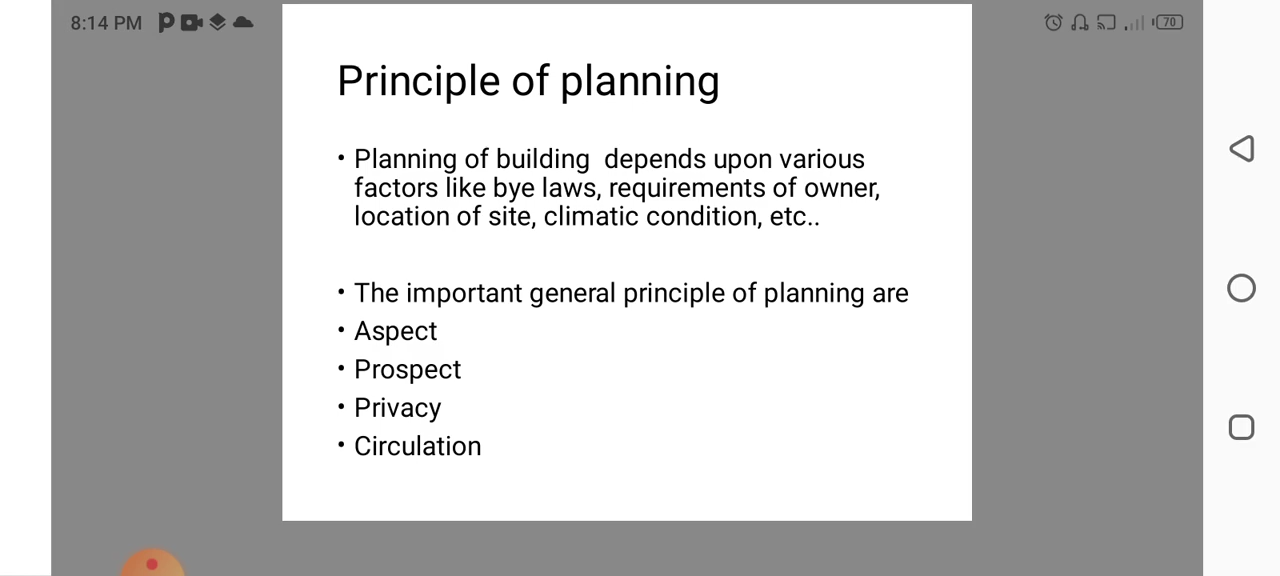 8:14 PM
70
Principle of planning
• Planning of building  depends upon various
factors like bye laws, requirements of owner,
location of site, climatic condition, etc..
• The important general principle of planning are
• Aspect
• Prospect
• Privacy
• Circulation